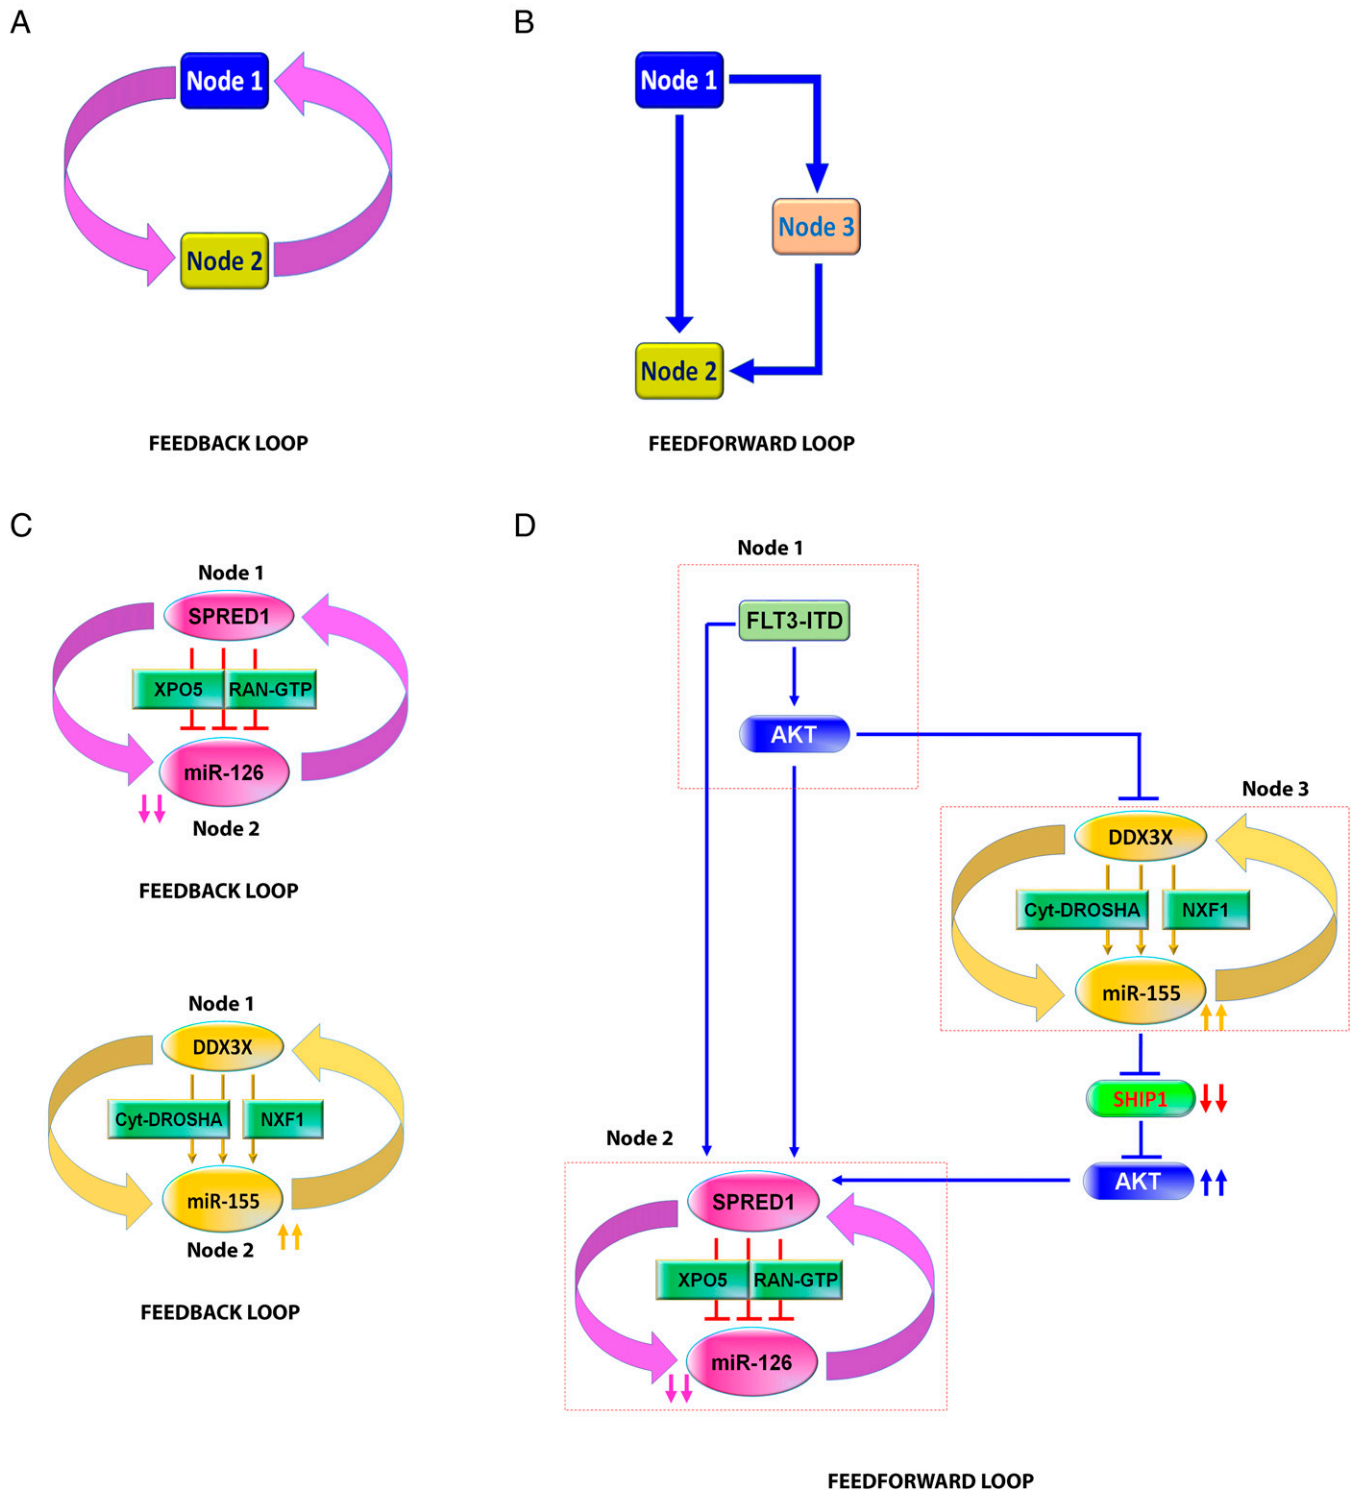 A
Node 1
Node 2
FEEDBACK LOOP
B
Node 1
Node 3
Node 2
FEEDFORWARD LOOP
C
Node 1
SPRED1
XPO5 RAN-GTP
miR-126
Node 2
FEEDBACK LOOP
Node 1
DDX3X
Cyt-DROSHA NXF1
miR-155
Node 2
FEEDBACK LOOP
D
Node 1
FLT3-ITD
AKT
Node 3
DDX3X
Cyt-DROSHA NXF1
miR-155
SHIP1
AKT
Node 2
SPRED1
XPO5 RAN-GTP
miR-126
FEEDFORWARD LOOP